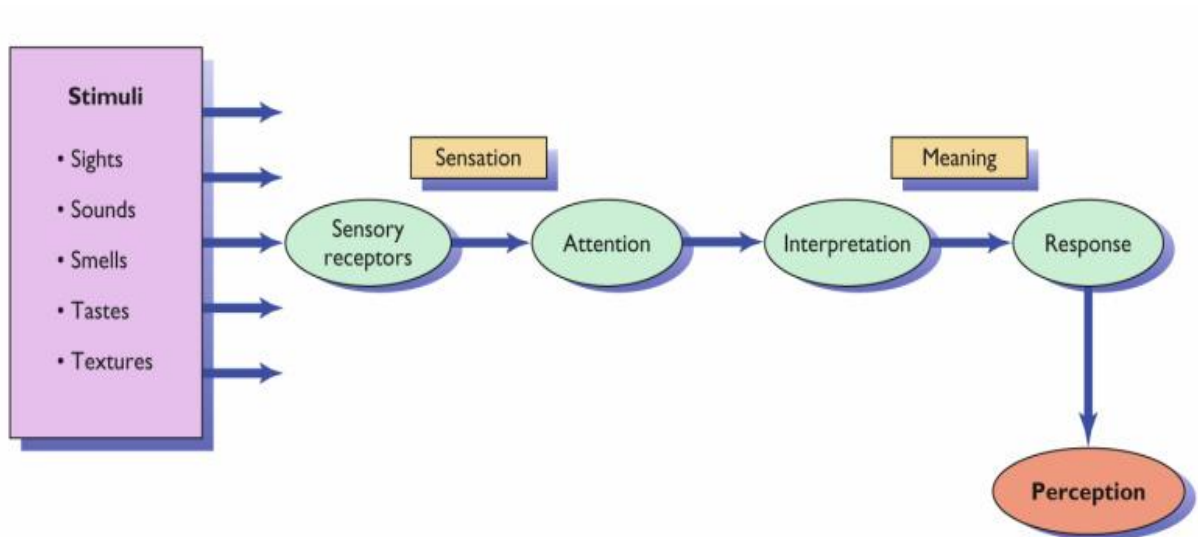 Stimuli
• Sights
• Sounds
• Smells
• Tastes
• Textures
Sensation
Meaning
Sensory
receptors
Attention
Interpretation
Response
Perception